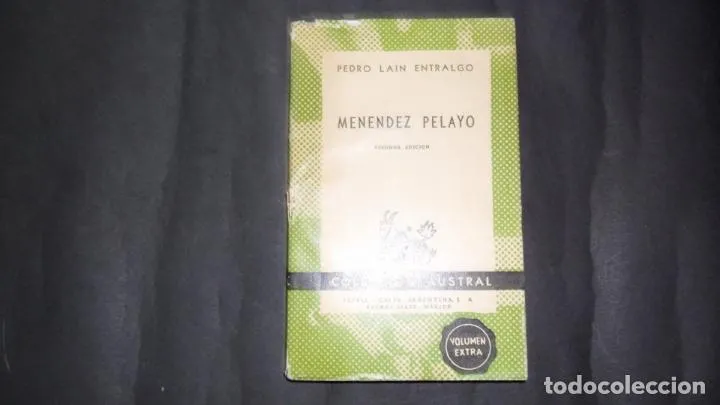 PEDRO LAIN ENTRALGO
MENENDEZ PELAYO
SEGUNDA EDICION
COLECCION AUSTRAL
ESPASA - CALPE ARGENTINA, S. A.
BUENOS AIRES - MEXICO
VOLUMEN
EXTRA
todocoleccion